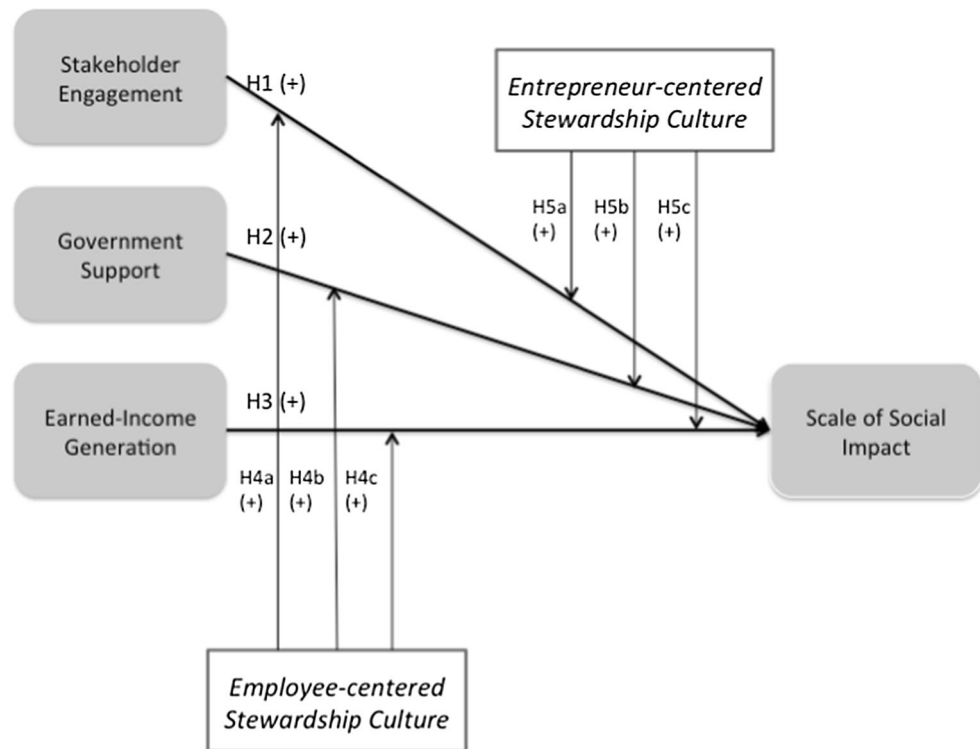 Stakeholder
Engagement
H1 (+)
Entrepreneur-centered
Stewardship Culture
Government
Support
H2 (+)
H5a
(+)
H5b
(+)
H5c
(+)
Earned-Income
Generation
H3 (+)
Scale of Social
Impact
H4a
(+)
H4b
(+)
H4c
(+)
Employee-centered
Stewardship Culture